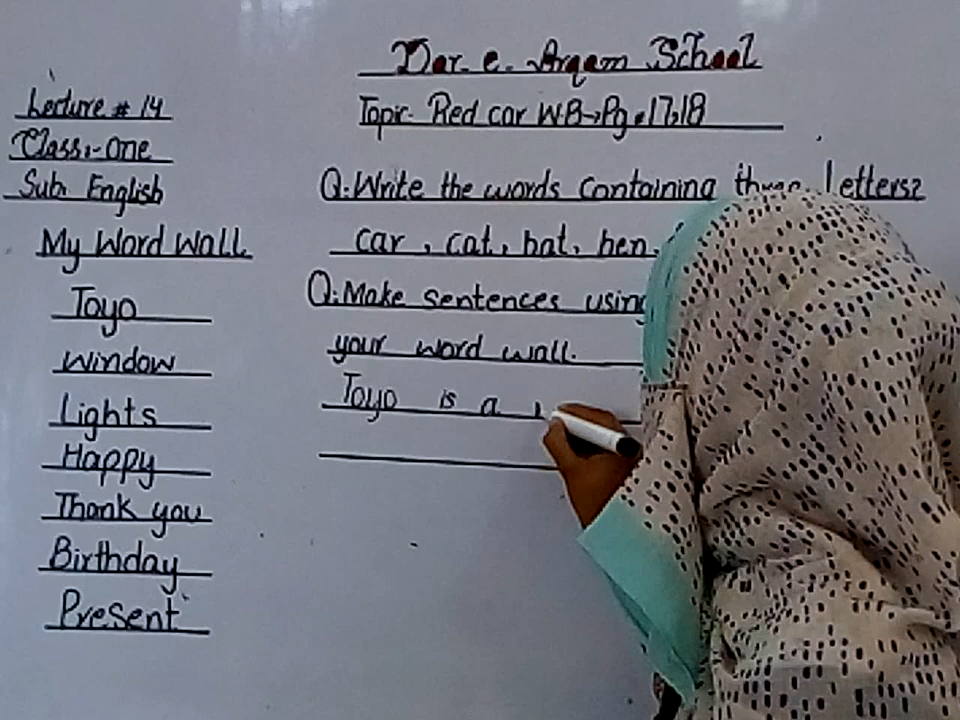 Dar. e. Arqam School
Lecture # 14
Class:- One
Sub: English
Topic- Red car W.B→Pg#17,18
My Word Wall
Toyo
Window
Lights
Happy
Thank you
Birthday
Present
Q:Write the words containing three letters?
car, cat, bat, hen.
Q:Make sentences using
your word wall.
Toyo is a